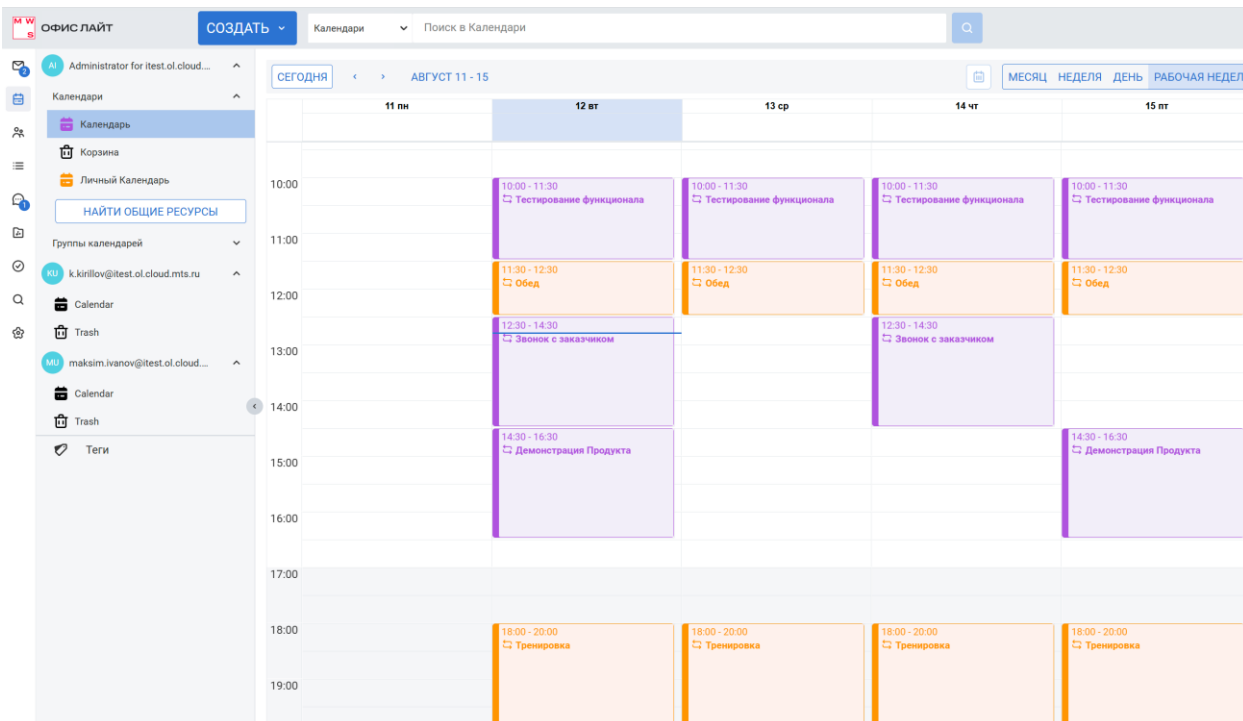 MWS ОФИС ЛАЙТ СОЗДАТЬ Календари Поиск в Календари
2
Administrator for itest.ol.cloud....
Календари
Календарь
Корзина
Личный Календарь
НАЙТИ ОБЩИЕ РЕСУРСЫ
1
Группы календарей
KU k.kirillov@itest.ol.cloud.mts.ru
Calendar
Trash
MU maksim.ivanov@itest.ol.cloud....
Calendar
Trash
Теги
СЕГОДНЯ АВГУСТ 11 - 15 МЕСЯЦ НЕДЕЛЯ ДЕНЬ РАБОЧАЯ НЕДЕЛ
11 пн 12 вт 13 ср 14 чт 15 пт
10:00
10:00 - 11:30 10:00 - 11:30 10:00 - 11:30 10:00 - 11:30
Тестирование функционала Тестирование функционала Тестирование функционала Тестирование функционала
11:00
11:30 - 12:30 11:30 - 12:30 11:30 - 12:30 11:30 - 12:30
Обед Обед Обед Обед
12:00
12:30 - 14:30 12:30 - 14:30
Звонок с заказчиком Звонок с заказчиком
13:00
14:00
14:30 - 16:30 14:30 - 16:30
Демонстрация Продукта Демонстрация Продукта
15:00
16:00
17:00
18:00
18:00 - 20:00 18:00 - 20:00 18:00 - 20:00 18:00 - 20:00
Тренировка Тренировка Тренировка Тренировка
19:00